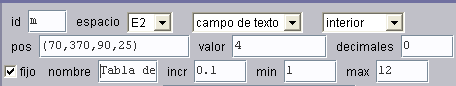 id m espacio E2 campo de texto interior
pos (70,370,90,25) valor 4 decimales 0
fijo nombre Tabla de incr 0.1 min 1 max 12